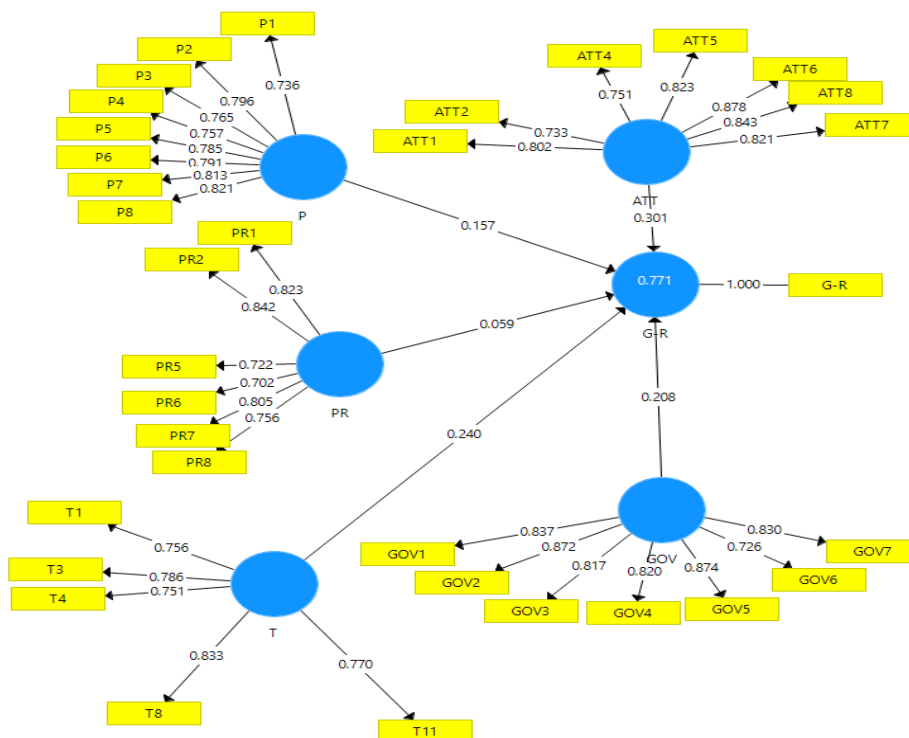 P1
P2
P3
P4
P5
P6
P7
P8
0.736
0.796
0.765
0.757
0.785
0.791
0.813
0.821
P
ATT4
ATT5
ATT6
ATT8
ATT7
ATT2
ATT1
0.751
0.823
0.878
0.843
0.821
0.733
0.802
ATT
0.301
0.157
PR1
PR2
0.823
0.842
PR5
PR6
PR7
PR8
0.722
0.702
0.805
0.756
PR
0.059
0.771
G-R
1.000
G-R
0.240
0.208
T1
T3
T4
T8
T11
0.756
0.786
0.751
0.833
0.770
T
GOV
GOV1
GOV2
GOV3
GOV4
GOV5
GOV6
GOV7
0.837
0.872
0.817
0.820
0.874
0.726
0.830